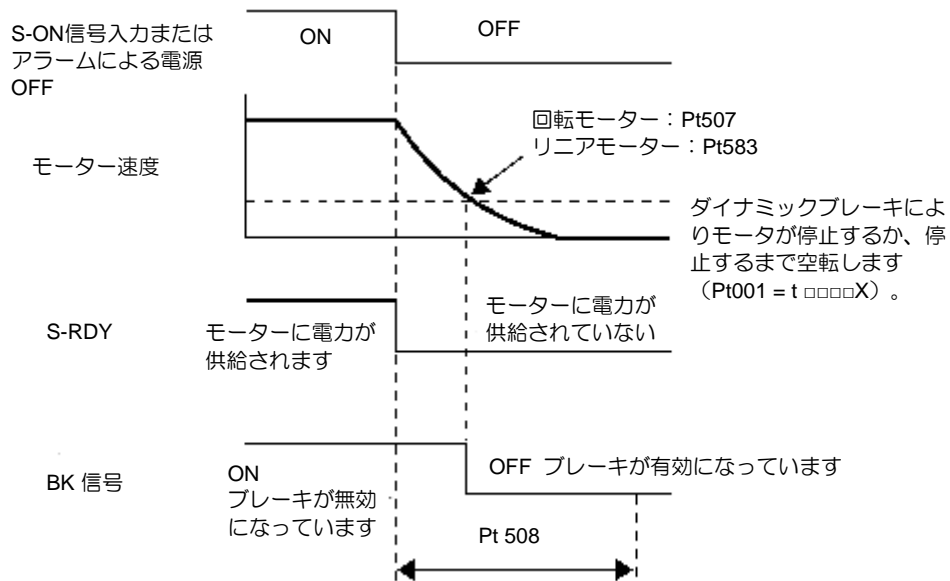 S-ON信号入力または
アラームによる電源
OFF
ON
OFF
回転モーター：Pt507
リニアモーター：Pt583
モーター速度
ダイナミックブレーキによ
りモータが停止するか、停
止するまで空転します
（Pt001 = t □□□□X）。
S-RDY
モーターに電力が
供給されます
モーターに電力が
供給されていない
BK 信号
ON
ブレーキが無効
になっています
OFF ブレーキが有効になっています
Pt 508